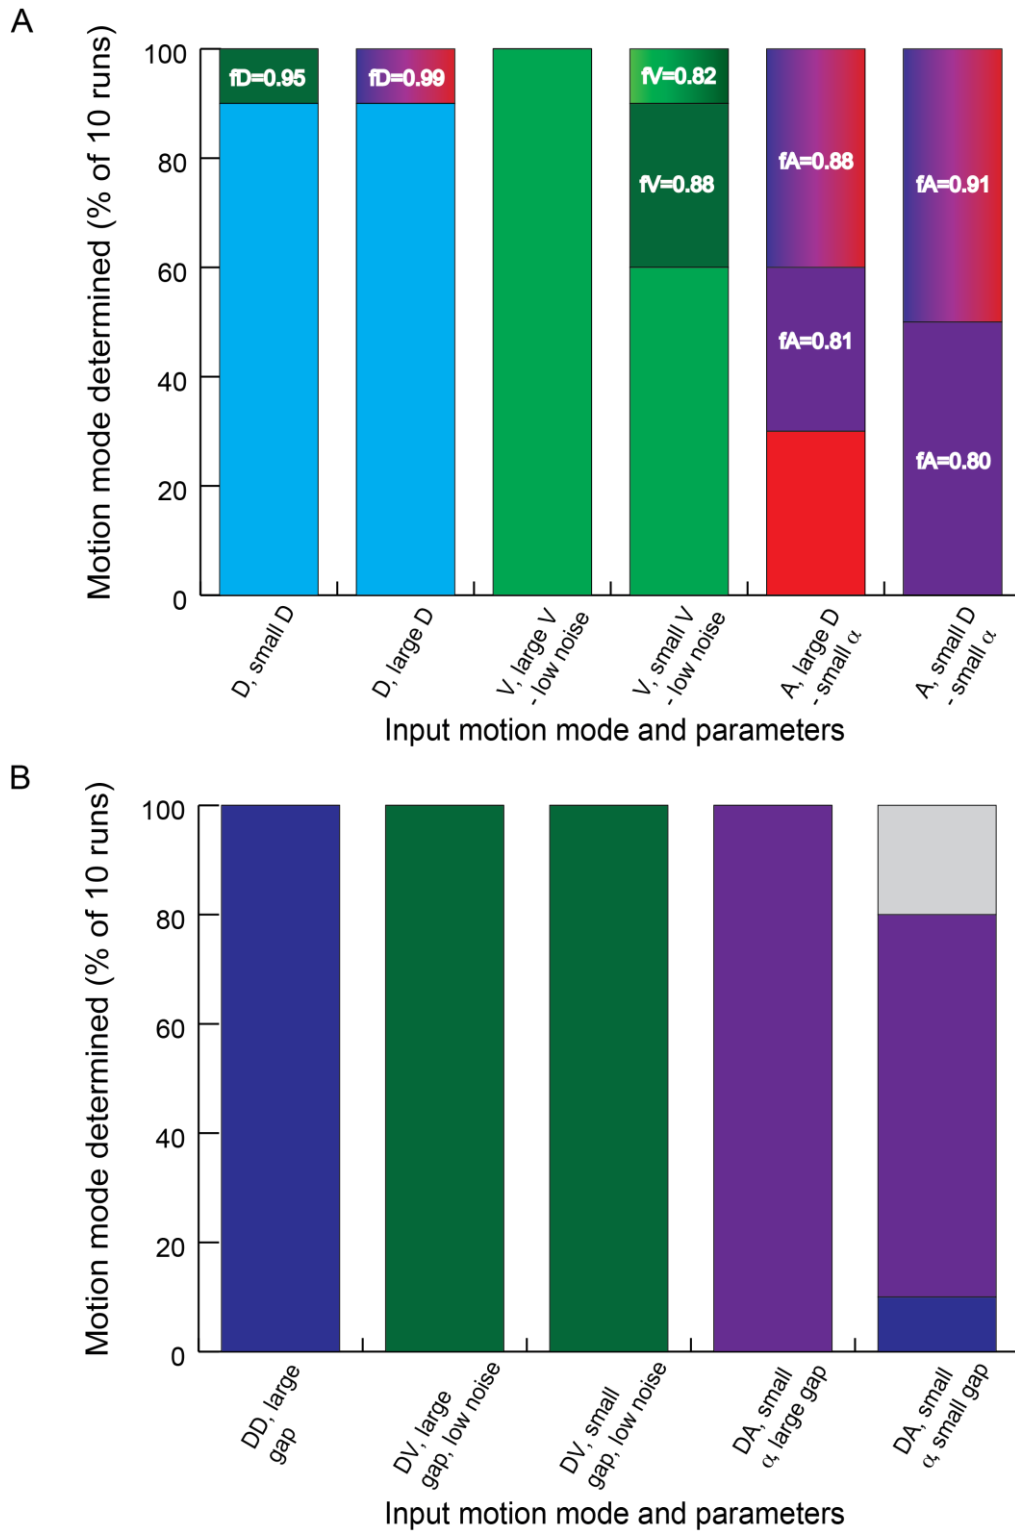 A
Motion mode determined (% of 10 runs)
100
80
60
40
20
0
fD=0.95
fD=0.99
fV=0.82
fV=0.88
fA=0.88
fA=0.81
fA=0.91
fA=0.80
D, small D
D, large D
V, large V
- low noise
V, small V
- low noise
A, large D
- small α
A, small D
- small α
Input motion mode and parameters
B
Motion mode determined (% of 10 runs)
100
80
60
40
20
0
DD, large
gap
DV, large
gap, low noise
DV, small
gap, low noise
DA, small
α, large gap
DA, small
α, small gap
Input motion mode and parameters